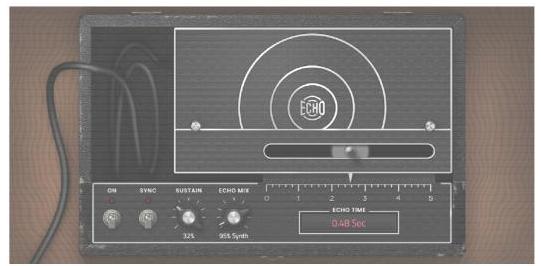 ECHO
ON SYNC SUSTAIN ECHO MIX
0 1 2 3 4 5
ECHO TIME
0.48 Sec
32% 95% Synth